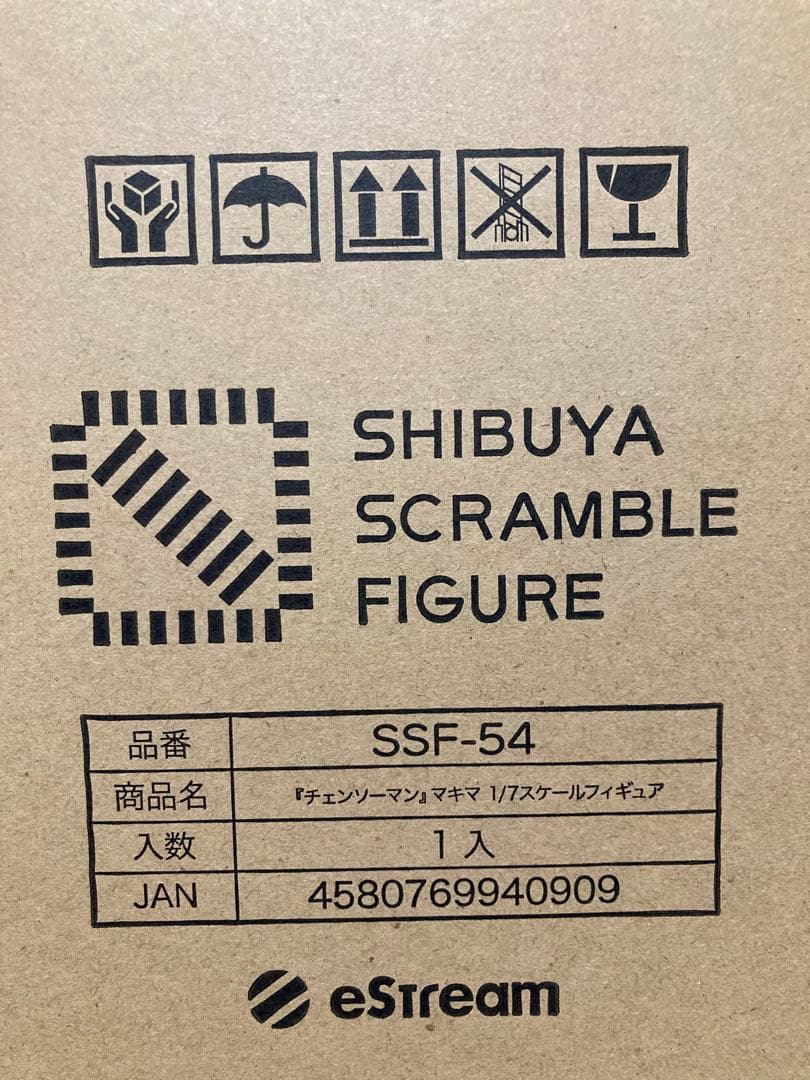 SHIBUYA
SCRAMBLE
FIGURE
品番 SSF-54
商品名 『チェンソーマン』マキマ 1/7スケールフィギュア
入数 1入
JAN 4580769940909
eStream